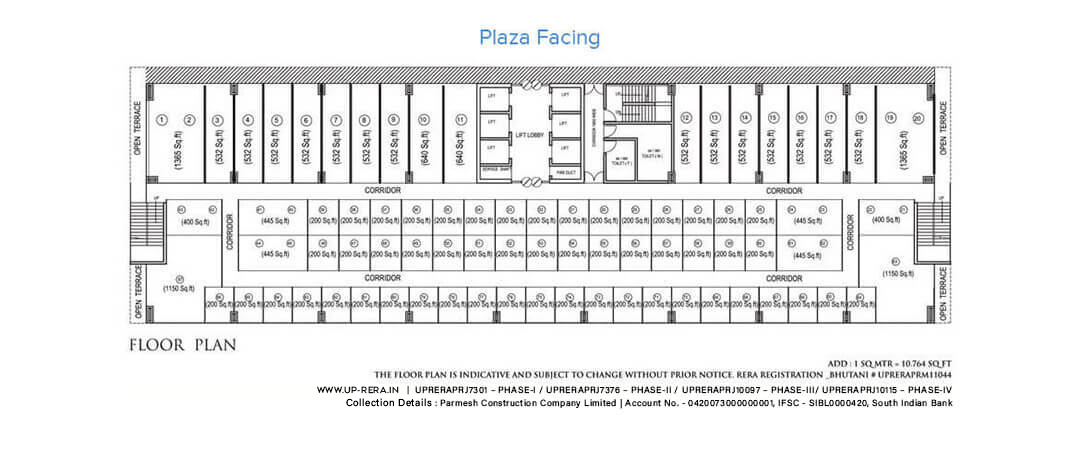 Plaza Facing
OPEN TERRACE
1 2 (1365 Sq.ft)
3 (532 Sq.ft)
4 (532 Sq.ft)
5 (532 Sq.ft)
6 (532 Sq.ft)
7 (532 Sq.ft)
8 (532 Sq.ft)
9 (532 Sq.ft)
10 (640 Sq.ft)
11 (640 Sq.ft)
LIFT
LIFT
LIFT
LIFT LOBBY
LIFT
LIFT
LIFT
SERVICE SHAFT
FIRE DUCT
UP
TOILET ( F )
TOILET ( M )
12 (532 Sq.ft)
13 (532 Sq.ft)
14 (532 Sq.ft)
15 (532 Sq.ft)
16 (532 Sq.ft)
17 (532 Sq.ft)
18 (532 Sq.ft)
19 20 (1365 Sq.ft)
OPEN TERRACE
CORRIDOR
CORRIDOR
UP
UP
(400 Sq.ft)
CORRIDOR
(445 Sq.ft) (200 Sq.ft) (200 Sq.ft) (200 Sq.ft) (200 Sq.ft) (200 Sq.ft) (200 Sq.ft) (200 Sq.ft) (200 Sq.ft) (200 Sq.ft) (200 Sq.ft) (200 Sq.ft) (200 Sq.ft) (200 Sq.ft) (200 Sq.ft) (200 Sq.ft) (445 Sq.ft)
CORRIDOR
(400 Sq.ft)
(445 Sq.ft) (200 Sq.ft) (200 Sq.ft) (200 Sq.ft) (200 Sq.ft) (200 Sq.ft) (200 Sq.ft) (200 Sq.ft) (200 Sq.ft) (200 Sq.ft) (200 Sq.ft) (200 Sq.ft) (200 Sq.ft) (200 Sq.ft) (200 Sq.ft) (200 Sq.ft) (445 Sq.ft)
OPEN TERRACE
(1150 Sq.ft)
CORRIDOR
CORRIDOR
(1150 Sq.ft)
OPEN TERRACE
(200 Sq.ft) (200 Sq.ft) (200 Sq.ft) (200 Sq.ft) (200 Sq.ft) (200 Sq.ft) (200 Sq.ft) (200 Sq.ft) (200 Sq.ft) (200 Sq.ft) (200 Sq.ft) (200 Sq.ft) (200 Sq.ft) (200 Sq.ft) (200 Sq.ft) (200 Sq.ft) (200 Sq.ft) (200 Sq.ft) (200 Sq.ft) (200 Sq.ft) (200 Sq.ft) (200 Sq.ft) (200 Sq.ft)
FLOOR PLAN
ADD : 1 SQ MTR = 10.764 SQ FT
THE FLOOR PLAN IS INDICATIVE AND SUBJECT TO CHANGE WITHOUT PRIOR NOTICE. RERA REGISTRATION _BHUTANI # UPRERAPRM11044
WWW.UP-RERA.IN | UPRERAPRJ7301 – PHASE-I / UPRERAPRJ7376 – PHASE-II / UPRERAPRJ10097 – PHASE-III/ UPRERAPRJ10115 – PHASE-IV
Collection Details : Parmesh Construction Company Limited | Account No. - 0420073000000001, IFSC - SIBL0000420, South Indian Bank